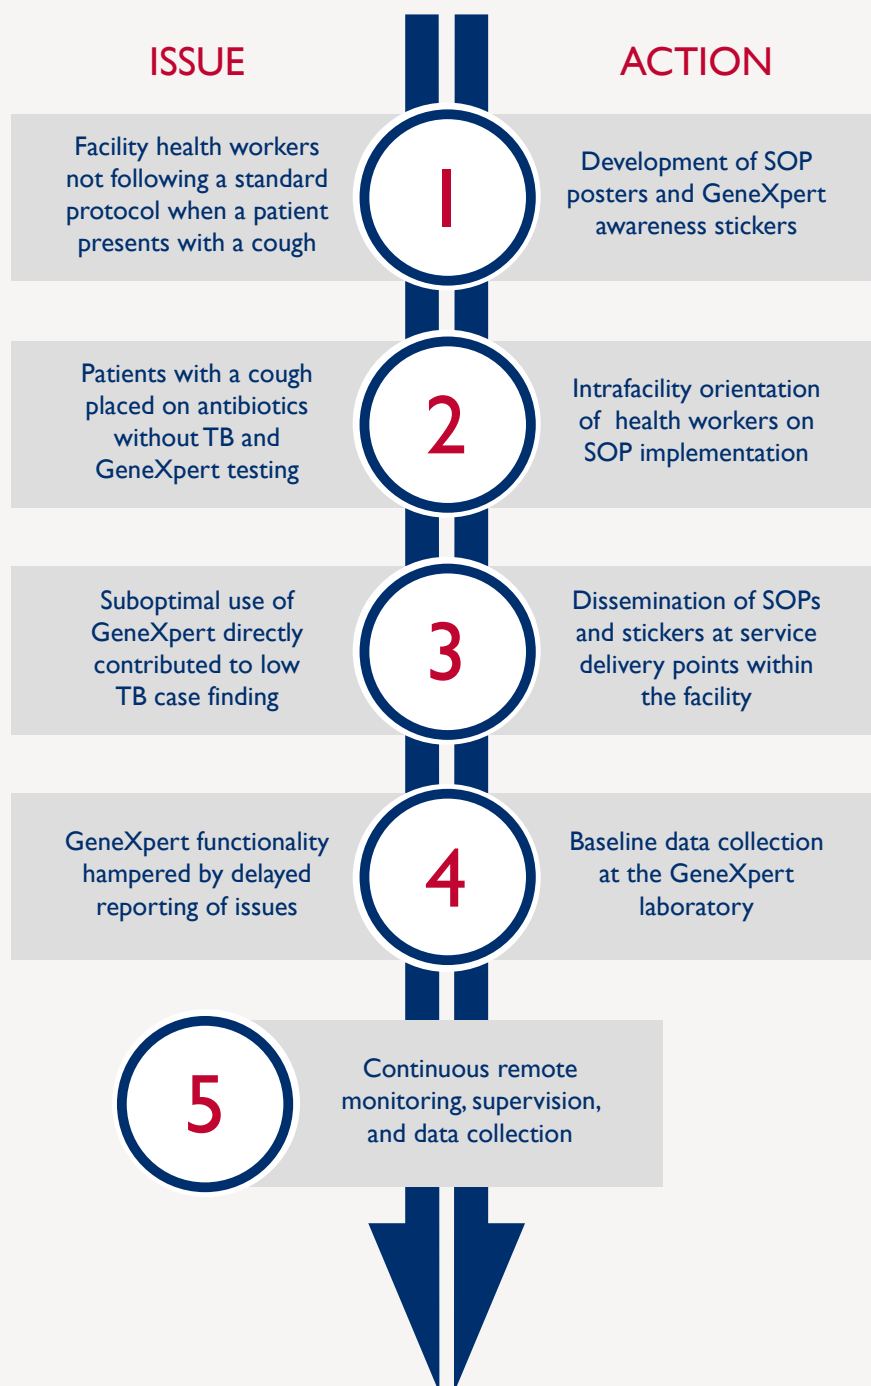 ISSUE
ACTION
Facility health workers
not following a standard
protocol when a patient
presents with a cough
1
Development of SOP
posters and GeneXpert
awareness stickers
Patients with a cough
placed on antibiotics
without TB and
GeneXpert testing
2
Intrafacility orientation
of health workers on
SOP implementation
Suboptimal use of
GeneXpert directly
contributed to low
TB case finding
3
Dissemination of SOPs
and stickers at service
delivery points within
the facility
GeneXpert functionality
hampered by delayed
reporting of issues
4
Baseline data collection
at the GeneXpert
laboratory
5
Continuous remote
monitoring, supervision,
and data collection